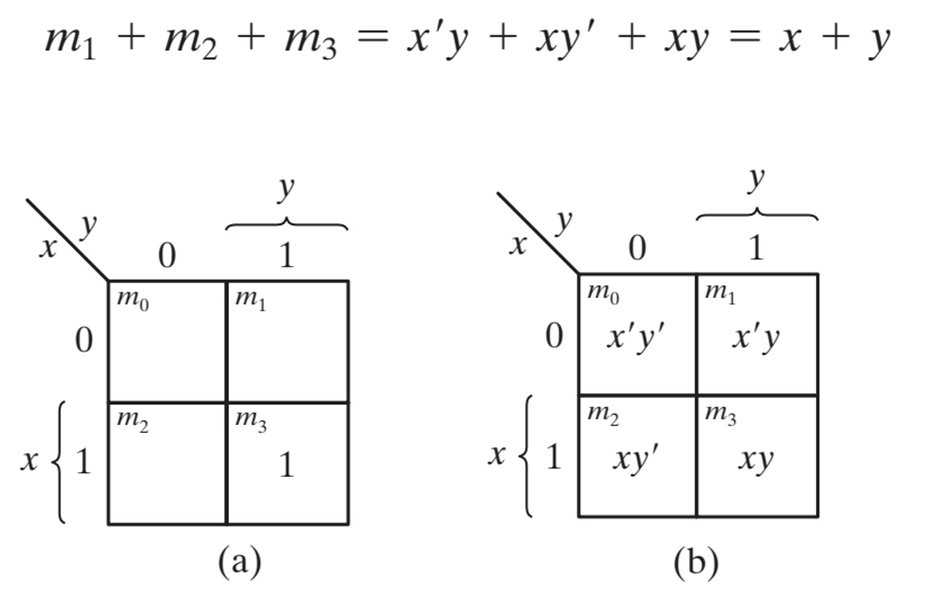 m₁ + m₂ + m₃ = x′y + xy′ + xy = x + y
y y
y y
x 0 1 x 0 1
m₀ m₁ m₀ m₁
0 0 x′y′ x′y
m₂ m₃ m₂ m₃
x { 1 1 x { 1 xy′ xy
(a) (b)